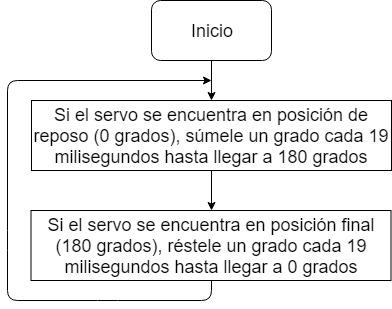 Inicio
Si el servo se encuentra en posición de
reposo (0 grados), súmele un grado cada 19
milisegundos hasta llegar a 180 grados
Si el servo se encuentra en posición final
(180 grados), réstele un grado cada 19
milisegundos hasta llegar a 0 grados